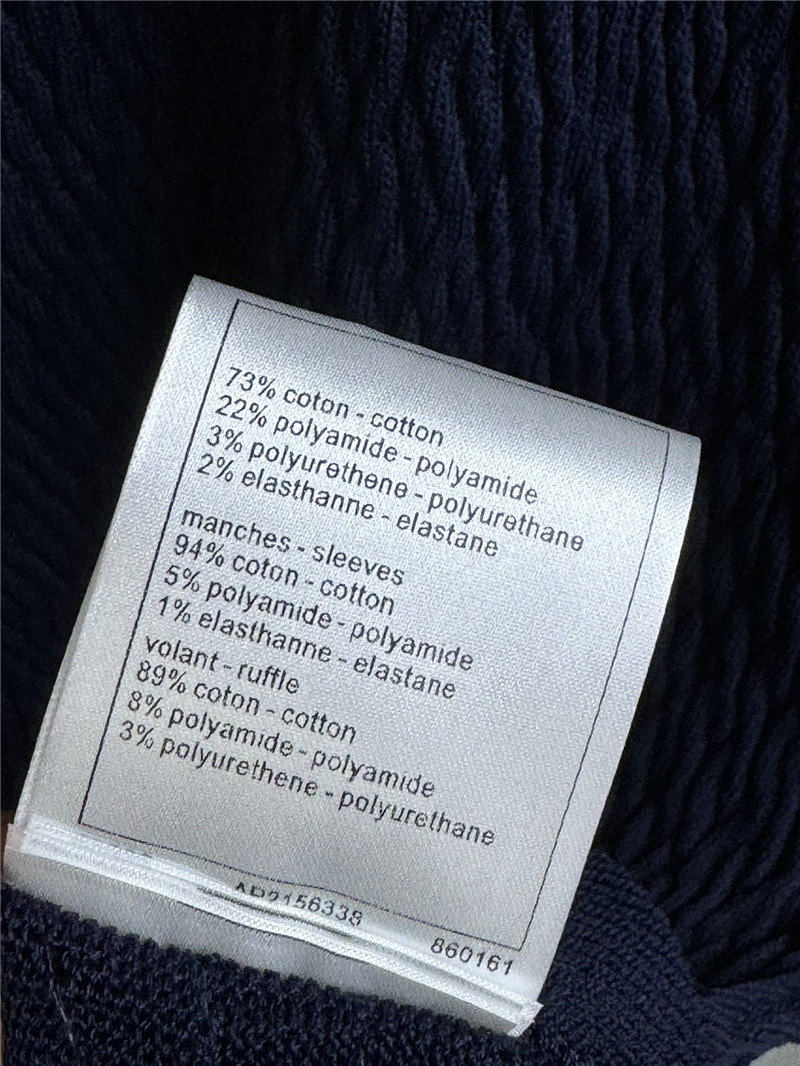 73% coton - cotton
22% polyamide - polyamide
3% polyurethene - polyurethane
2% elasthanne - elastane
manches - sleeves
94% coton - cotton
5% polyamide - polyamide
1% elasthanne - elastane
volant - ruffle
89% coton - cotton
8% polyamide - polyamide
3% polyurethene - polyurethane
860161